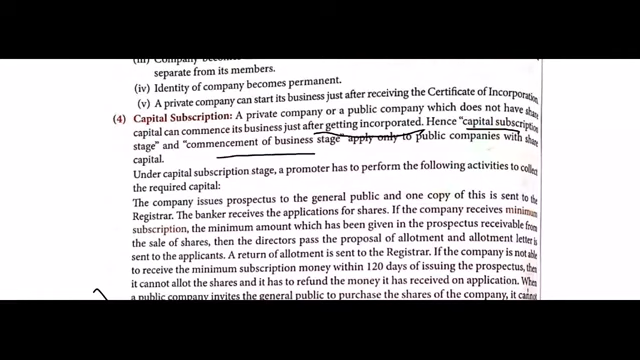 (iii) Company becomes
separate from its members.
(iv) Identity of company becomes permanent.
(v) A private company can start its business just after receiving the Certificate of Incorporation.
(4) Capital Subscription: A private company or a public company which does not have share
capital can commence its business just after getting incorporated. Hence "capital subscription
stage" and "commencement of business stage" apply only to public companies with share
capital.
Under capital subscription stage, a promoter has to perform the following activities to collect
the required capital:
The company issues prospectus to the general public and one copy of this is sent to the
Registrar. The banker receives the applications for shares. If the company receives minimum
subscription, the minimum amount which has been given in the prospectus receivable from
the sale of shares, then the directors pass the proposal of allotment and allotment letter is
sent to the applicants. A return of allotment is sent to the Registrar. If the company is not able
to receive the minimum subscription money within 120 days of issuing the prospectus, then
it cannot allot the shares and it has to refund the money it has received on application. When
a public company invites the general public to purchase the shares of the company, it cannot